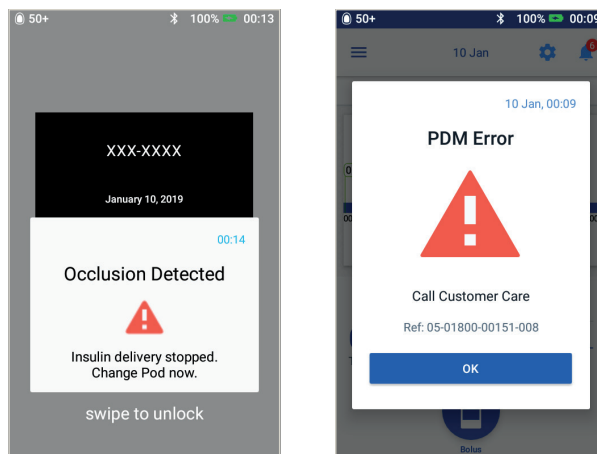 50+
100%
00:13
XXX-XXXX
January 10, 2019
00:14
Occlusion Detected
Insulin delivery stopped.
Change Pod now.
swipe to unlock
50+
100%
00:09
10 Jan
6
10 Jan, 00:09
PDM Error
Call Customer Care
Ref: 05-01800-00151-008
OK
Bolus